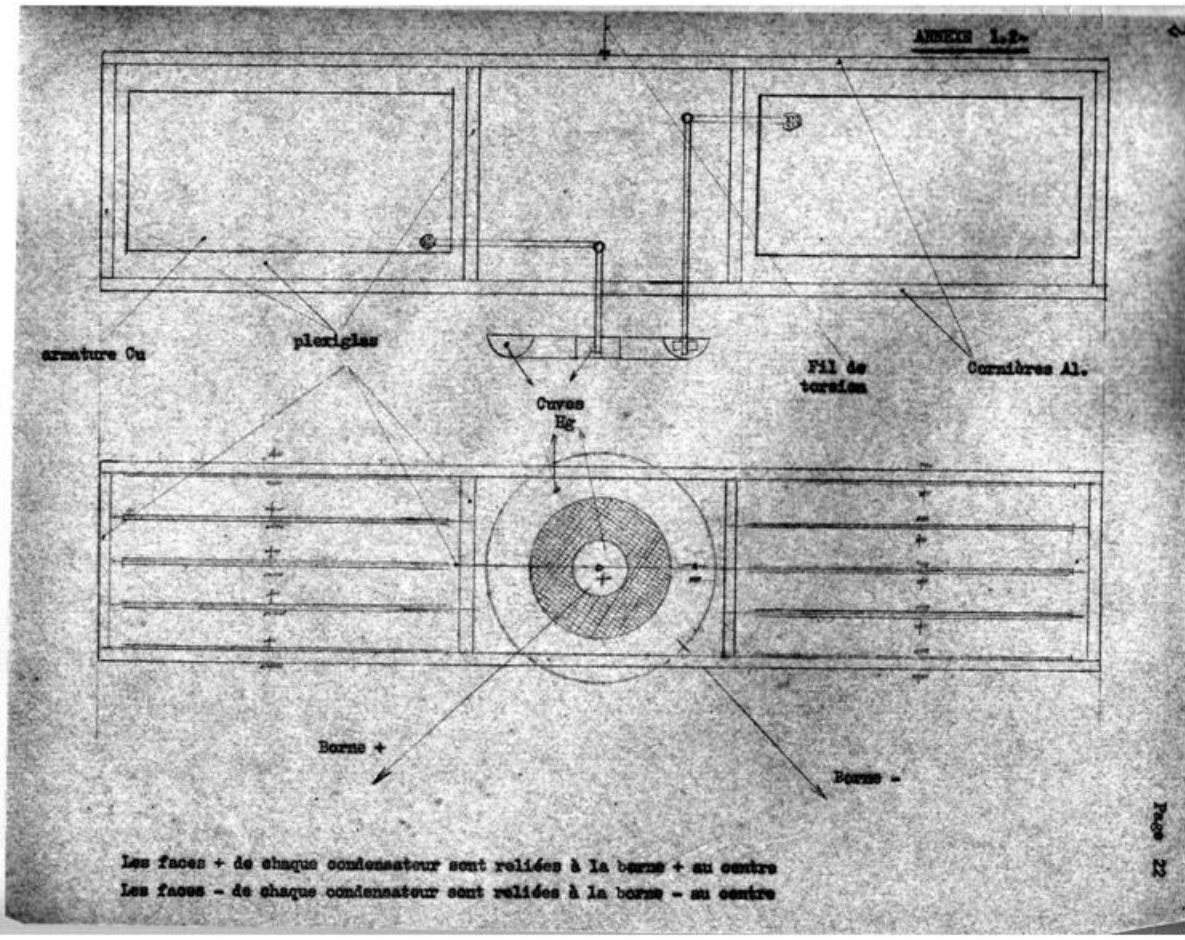 ANNEXE 1.2-
armature Cu
plexiglas
Cuves
Hg
Fil de
torsion
Cornières Al.
+
-
+
-
+
-
+
-
+
-
-
+
-
+
-
+
-
+
-
+
+
-
Borne +
Borne -
Page 22
Les faces + de chaque condensateur sont reliées à la borne + au centre
Les faces - de chaque condensateur sont reliées à la borne - au centre